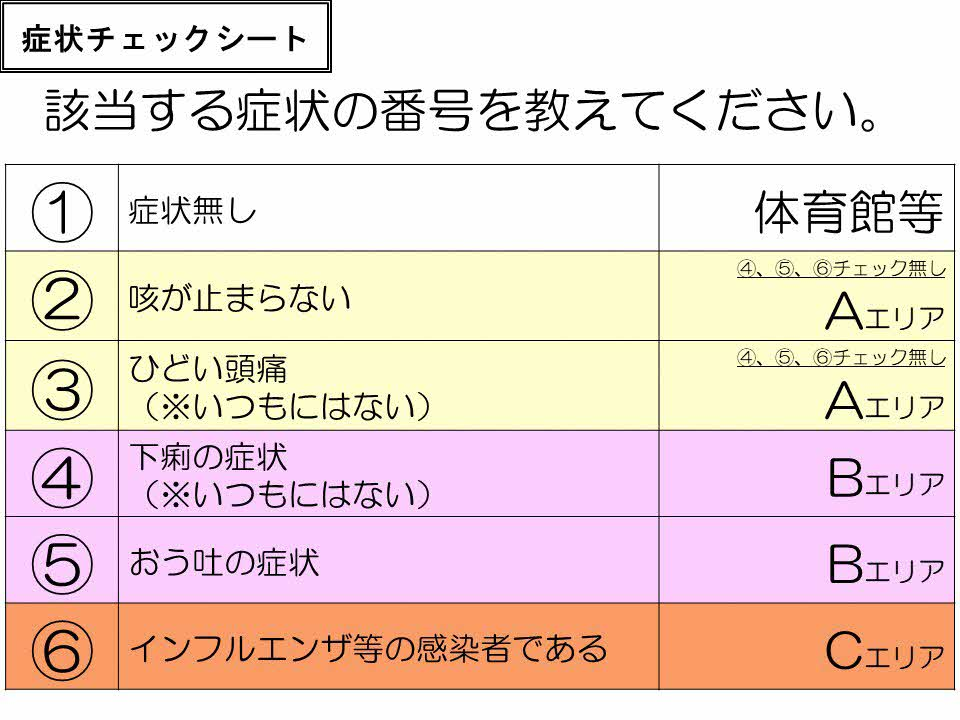 症状チェックシート
該当する症状の番号を教えてください。
① 症状無し 体育館等
④、⑤、⑥チェック無し
② 咳が止まらない Aエリア
④、⑤、⑥チェック無し
③ ひどい頭痛
（※いつもにはない） Aエリア
④ 下痢の症状
（※いつもにはない） Bエリア
⑤ おう吐の症状 Bエリア
⑥ インフルエンザ等の感染者である Cエリア